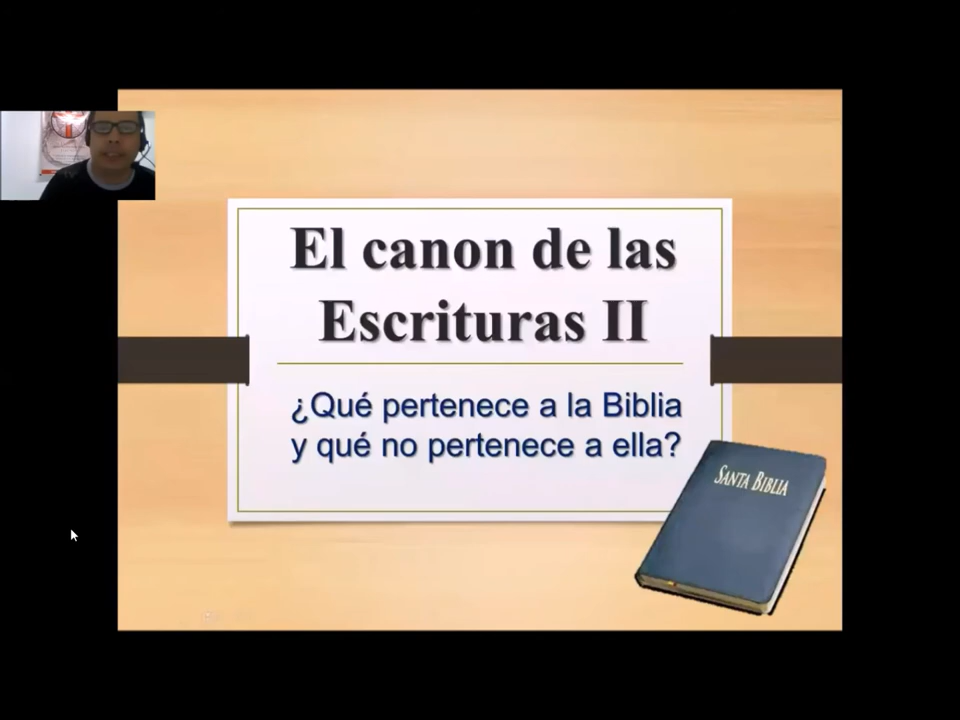 El canon de las
Escrituras II
¿Qué pertenece a la Biblia
y qué no pertenece a ella?
SANTA BIBLIA